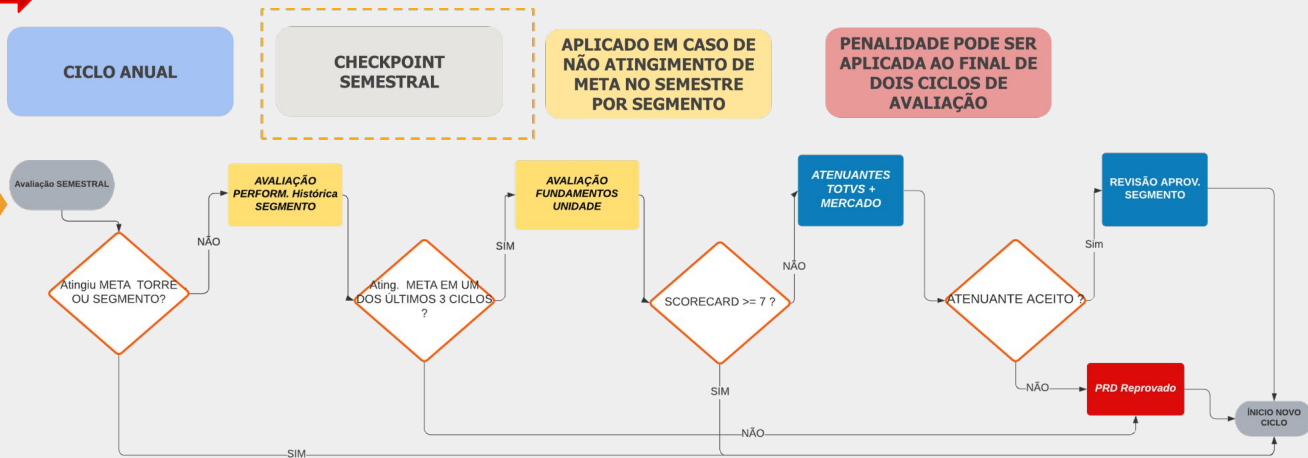 CICLO ANUAL
CHECKPOINT
SEMESTRAL
APLICADO EM CASO DE
NÃO ATINGIMENTO DE
META NO SEMESTRE
POR SEGMENTO
PENALIDADE PODE SER
APLICADA AO FINAL DE
DOIS CICLOS DE
AVALIAÇÃO
Avaliação SEMESTRAL
Atingiu META TORRE
OU SEGMENTO?
NÃO
AVALIAÇÃO
PERFORM. Histórica
SEGMENTO
Ating. META EM UM
DOS ÚLTIMOS 3 CICLOS
?
SIM
AVALIAÇÃO
FUNDAMENTOS
UNIDADE
SCORECARD >= 7 ?
NÃO
ATENUANTES
TOTVS +
MERCADO
ATENUANTE ACEITO ?
Sim
REVISÃO APROV.
SEGMENTO
NÃO
PRD Reprovado
SIM
NÃO
SIM
ÍNICIO NOVO
CICLO